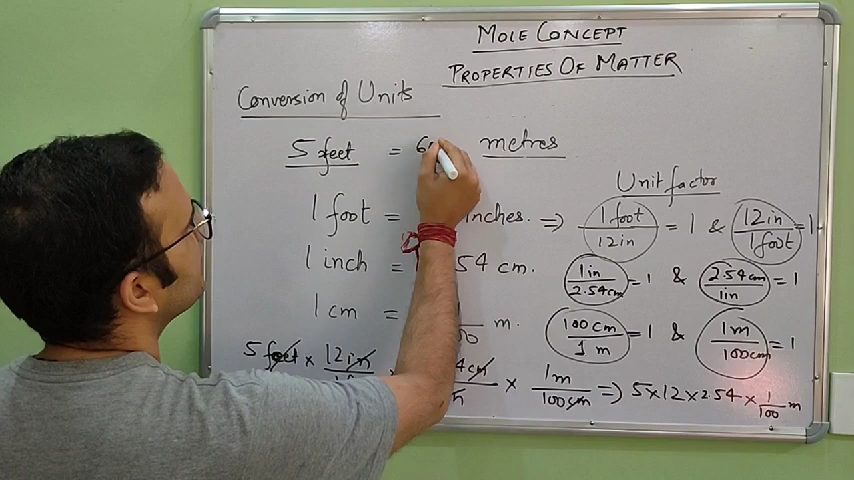 MOLE CONCEPT
PROPERTIES OF MATTER
Conversion of Units
5 feet = metres
Unit factor
1 foot = inches. ⇒ 1 foot / 12 in = 1 & 12 in / 1 foot = 1
1 inch = 54 cm. 1 in / 2.54 cm = 1 & 2.54 cm / 1 in = 1
1 cm = m. 100 cm / 1 m = 1 & 1 m / 100 cm = 1
5 feet × 12 in × 1 m / 100 cm ⇒ 5 × 12 × 2.54 × 1/100 m